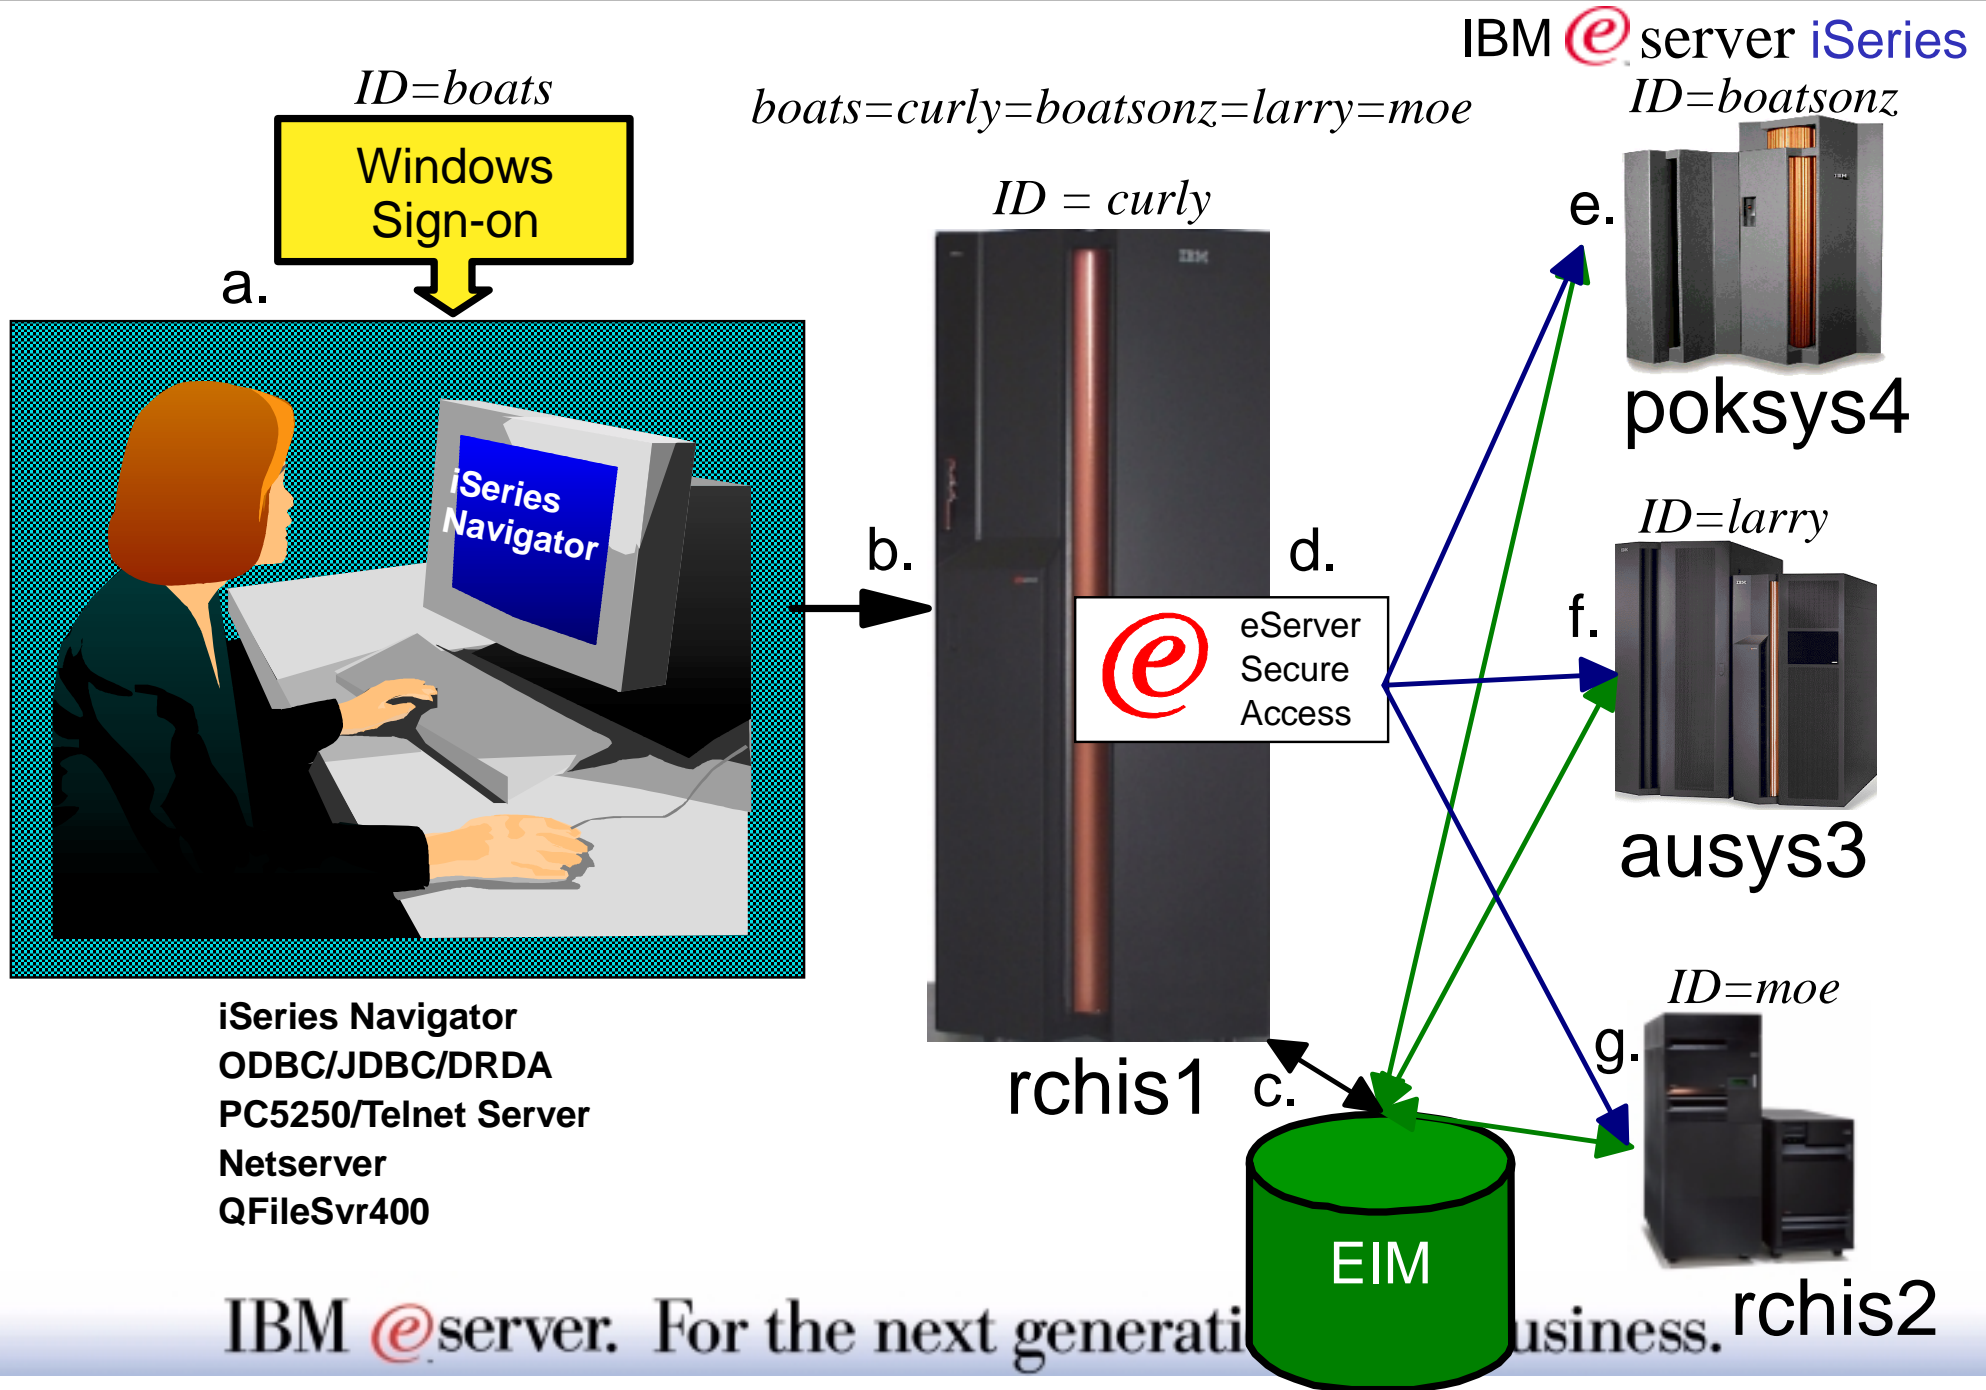 IBM e server iSeries
ID=boats
boats=curly=boatsonz=larry=moe
ID=boatsonz
Windows
Sign-on
ID = curly
e.
a.
poksys4
iSeries
Navigator
b.
d.
ID=larry
f.
eServer
Secure
Access
ausys3
ID=moe
iSeries Navigator
ODBC/JDBC/DRDA
PC5250/Telnet Server
Netserver
QFileSvr400
rchis1
c.
g.
EIM
rchis2
IBM e server. For the next generati usiness.